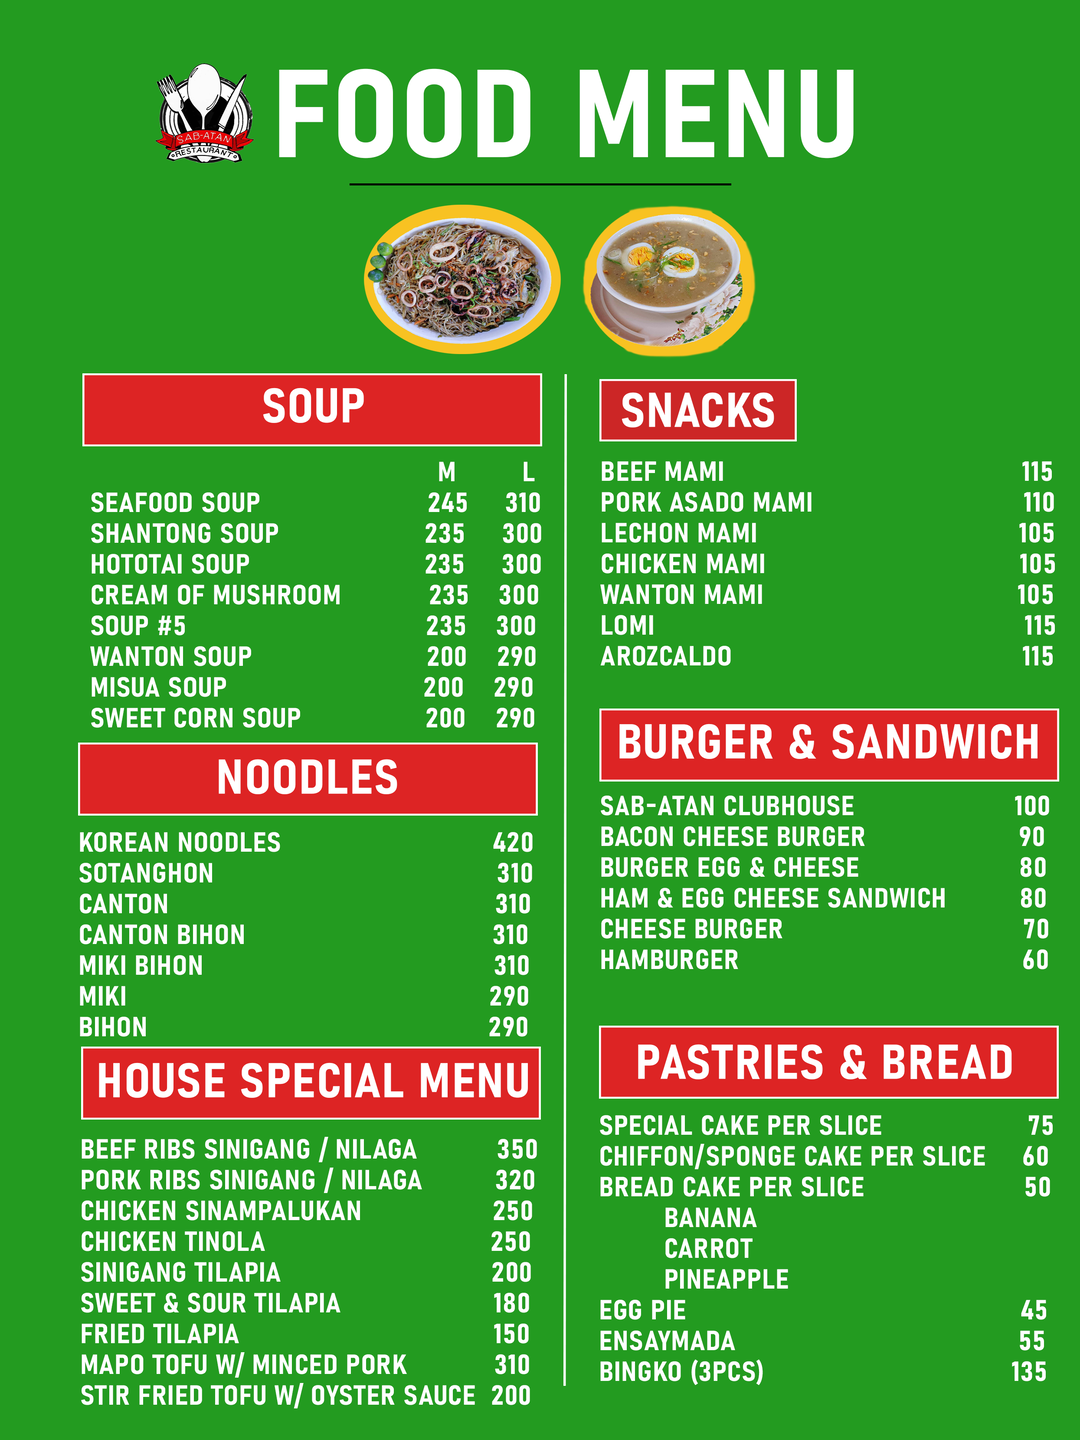 SAB-ATAN
RESTAURANT
FOOD MENU
SOUP
M L
SEAFOOD SOUP 245 310
SHANTONG SOUP 235 300
HOTOTAI SOUP 235 300
CREAM OF MUSHROOM 235 300
SOUP #5 235 300
WANTON SOUP 200 290
MISUA SOUP 200 290
SWEET CORN SOUP 200 290
NOODLES
KOREAN NOODLES 420
SOTANGHON 310
CANTON 310
CANTON BIHON 310
MIKI BIHON 310
MIKI 290
BIHON 290
HOUSE SPECIAL MENU
BEEF RIBS SINIGANG / NILAGA 350
PORK RIBS SINIGANG / NILAGA 320
CHICKEN SINAMPALUKAN 250
CHICKEN TINOLA 250
SINIGANG TILAPIA 200
SWEET & SOUR TILAPIA 180
FRIED TILAPIA 150
MAPO TOFU W/ MINCED PORK 310
STIR FRIED TOFU W/ OYSTER SAUCE 200
SNACKS
BEEF MAMI 115
PORK ASADO MAMI 110
LECHON MAMI 105
CHICKEN MAMI 105
WANTON MAMI 105
LOMI 115
AROZCALDO 115
BURGER & SANDWICH
SAB-ATAN CLUBHOUSE 100
BACON CHEESE BURGER 90
BURGER EGG & CHEESE 80
HAM & EGG CHEESE SANDWICH 80
CHEESE BURGER 70
HAMBURGER 60
PASTRIES & BREAD
SPECIAL CAKE PER SLICE 75
CHIFFON/SPONGE CAKE PER SLICE 60
BREAD CAKE PER SLICE 50
BANANA
CARROT
PINEAPPLE
EGG PIE 45
ENSAYMADA 55
BINGKO (3PCS) 135